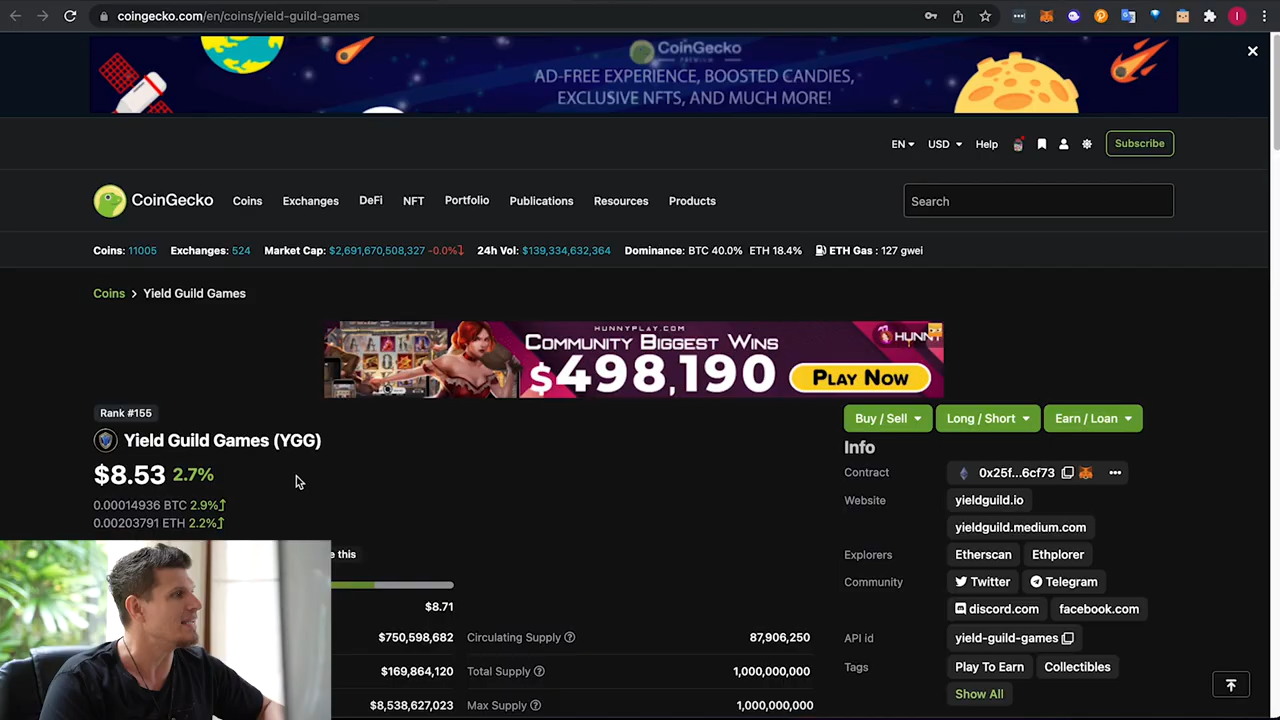 coingecko.com/en/coins/yield-guild-games
I
CoinGecko
PREMIUM
AD-FREE EXPERIENCE, BOOSTED CANDIES,
EXCLUSIVE NFTS, AND MUCH MORE!
EN USD Help Subscribe
CoinGecko Coins Exchanges DeFi NFT Portfolio Publications Resources Products Search
Coins: 11005 Exchanges: 524 Market Cap: $2,691,670,508,327 -0.0% 24h Vol: $139,334,632,364 Dominance: BTC 40.0% ETH 18.4% ETH Gas : 127 gwei
Coins > Yield Guild Games
HUNNYPLAY.COM
COMMUNITY BIGGEST WINS
$498,190
PLAY NOW
HUNNY
Rank #155
Buy / Sell Long / Short Earn / Loan
Yield Guild Games (YGG)
Info
$8.53 2.7%
Contract 0x25f...6cf73
Website yieldguild.io
0.00014936 BTC 2.9%
0.00203791 ETH 2.2%
yieldguild.medium.com
e this
Explorers Etherscan Ethplorer
Community Twitter Telegram
$8.71
discord.com facebook.com
$750,598,682 Circulating Supply 87,906,250
API id yield-guild-games
$169,864,120 Total Supply 1,000,000,000
Tags Play To Earn Collectibles
Show All
$8,538,627,023 Max Supply 1,000,000,000